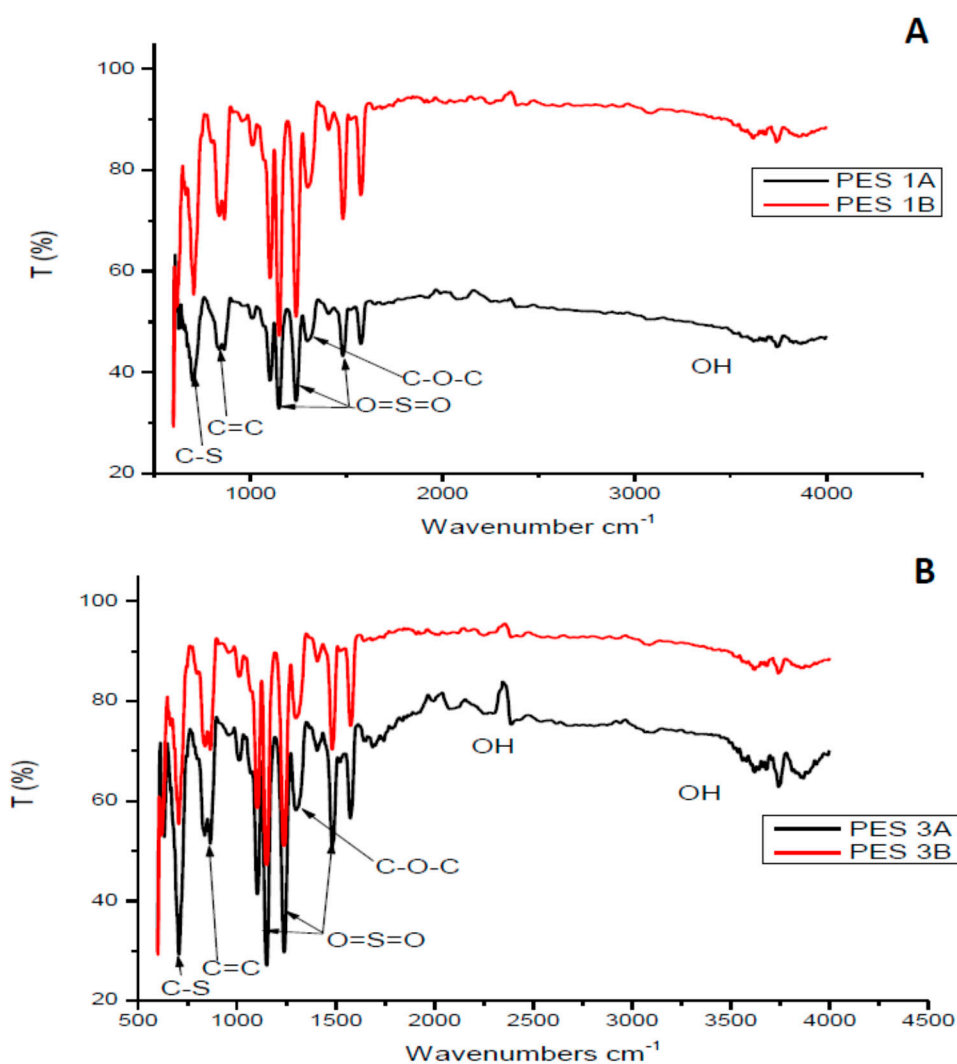 A
100
80
60
40
20
T (%)
PES 1A
PES 1B
C-O-C
OH
O=S=O
C=C
C-S
1000
2000
3000
4000
Wavenumber cm⁻¹
B
100
80
60
40
20
T (%)
OH
OH
PES 3A
PES 3B
C-O-C
O=S=O
C=C
C-S
500
1000
1500
2000
2500
3000
3500
4000
4500
Wavenumbers cm⁻¹